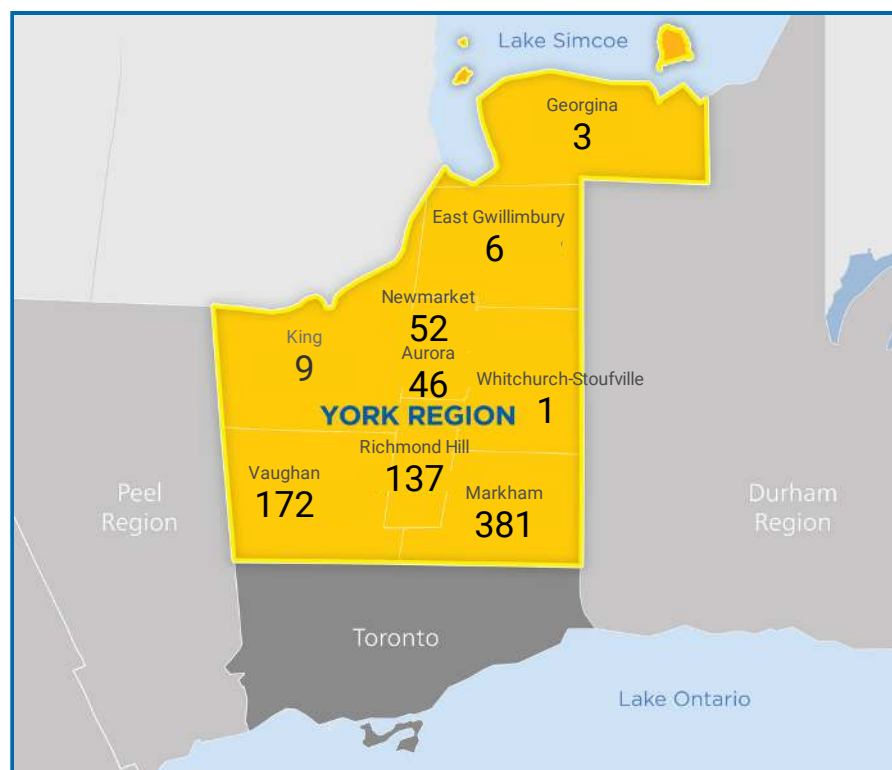 Lake Simcoe
Georgina
3
East Gwillimbury
6
Newmarket
52
King
9
Aurora
46
Whitchurch-Stoufville
1
YORK REGION
Richmond Hill
137
Vaughan
172
Markham
381
Peel
Region
Durham
Region
Toronto
Lake Ontario